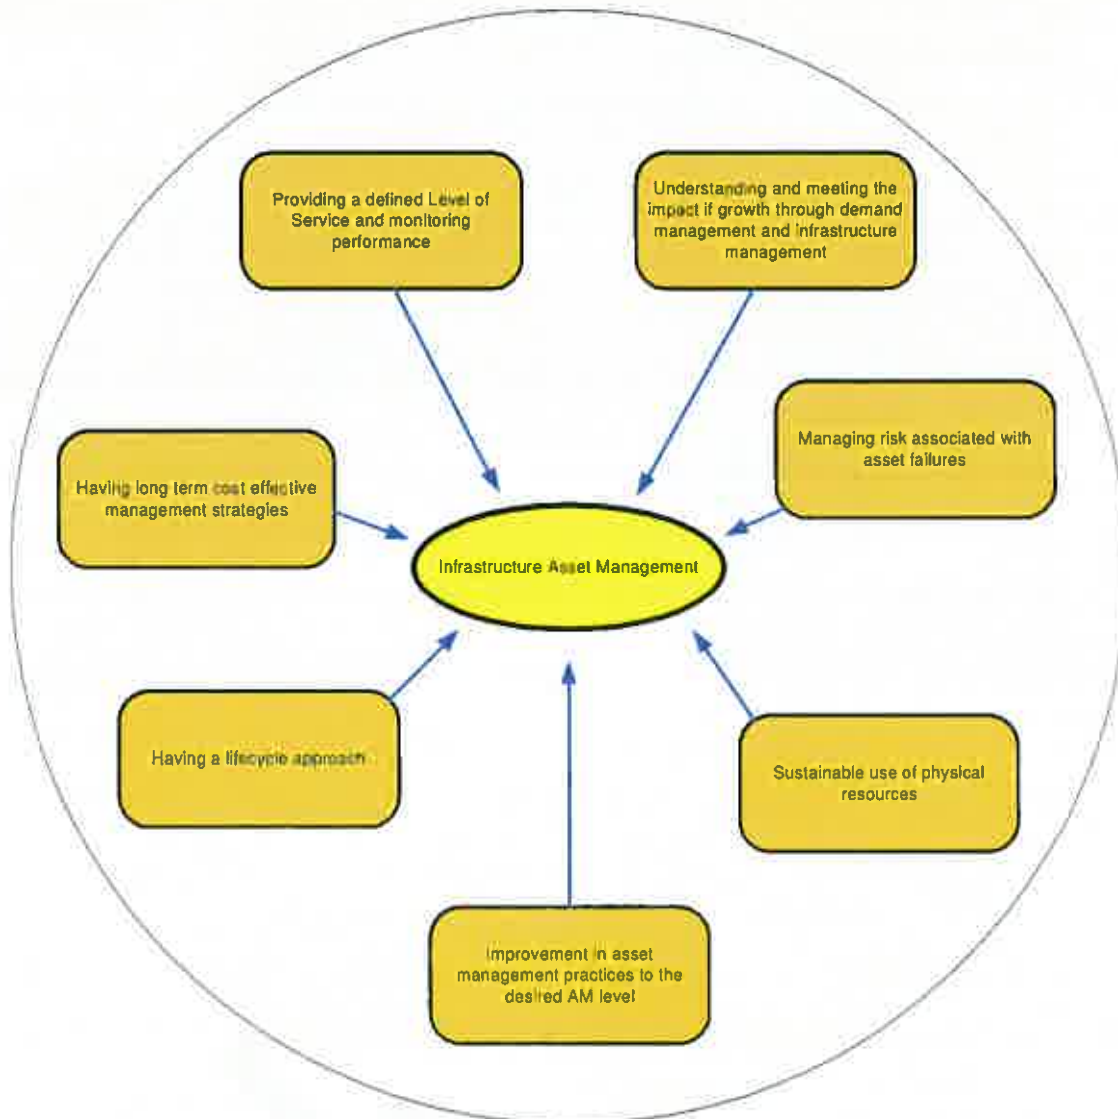 Providing a defined Level of
Service and monitoring
performance
Understanding and meeting the
impact if growth through demand
management and infrastructure
management
Managing risk associated with
asset failures
Having long term cost effective
management strategies
Infrastructure Asset Management
Having a lifecycle approach
Sustainable use of physical
resources
Improvement in asset
management practices to the
desired AM level